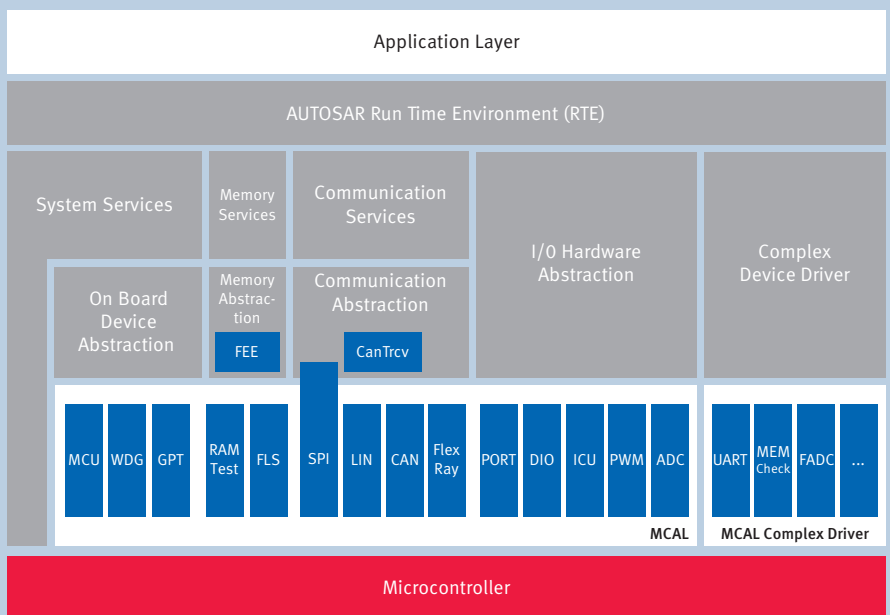 Application Layer
AUTOSAR Run Time Environment (RTE)
System Services
Memory
Services
Communication
Services
I/O Hardware
Abstraction
Complex
Device Driver
On Board
Device
Abstraction
Memory
Abstrac-
tion
FEE
Communication
Abstraction
CanTrcv
MCU
WDG
GPT
RAM
Test
FLS
SPI
LIN
CAN
Flex
Ray
PORT
DIO
ICU
PWM
ADC
UART
MEM
Check
FADC
...
MCAL
MCAL Complex Driver
Microcontroller